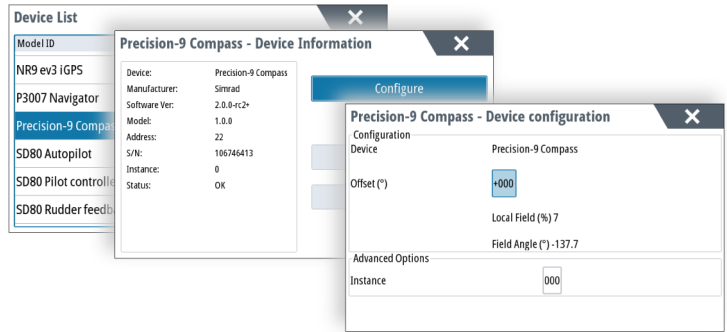 Device List
Model ID
NR9 ev3 iGPS
P3007 Navigator
Precision-9 Compas
SD80 Autopilot
SD80 Pilot controlle
SD80 Rudder feedb
Precision-9 Compass - Device Information
Device: Precision-9 Compass
Manufacturer: Simrad
Software Ver: 2.0.0-rc2+
Model: 1.0.0
Address: 22
S/N: 106746413
Instance: 0
Status: OK
Configure
Precision-9 Compass - Device configuration
Configuration
Device Precision-9 Compass
Offset (°) +000
Local Field (%) 7
Field Angle (°) -137.7
Advanced Options
Instance 000